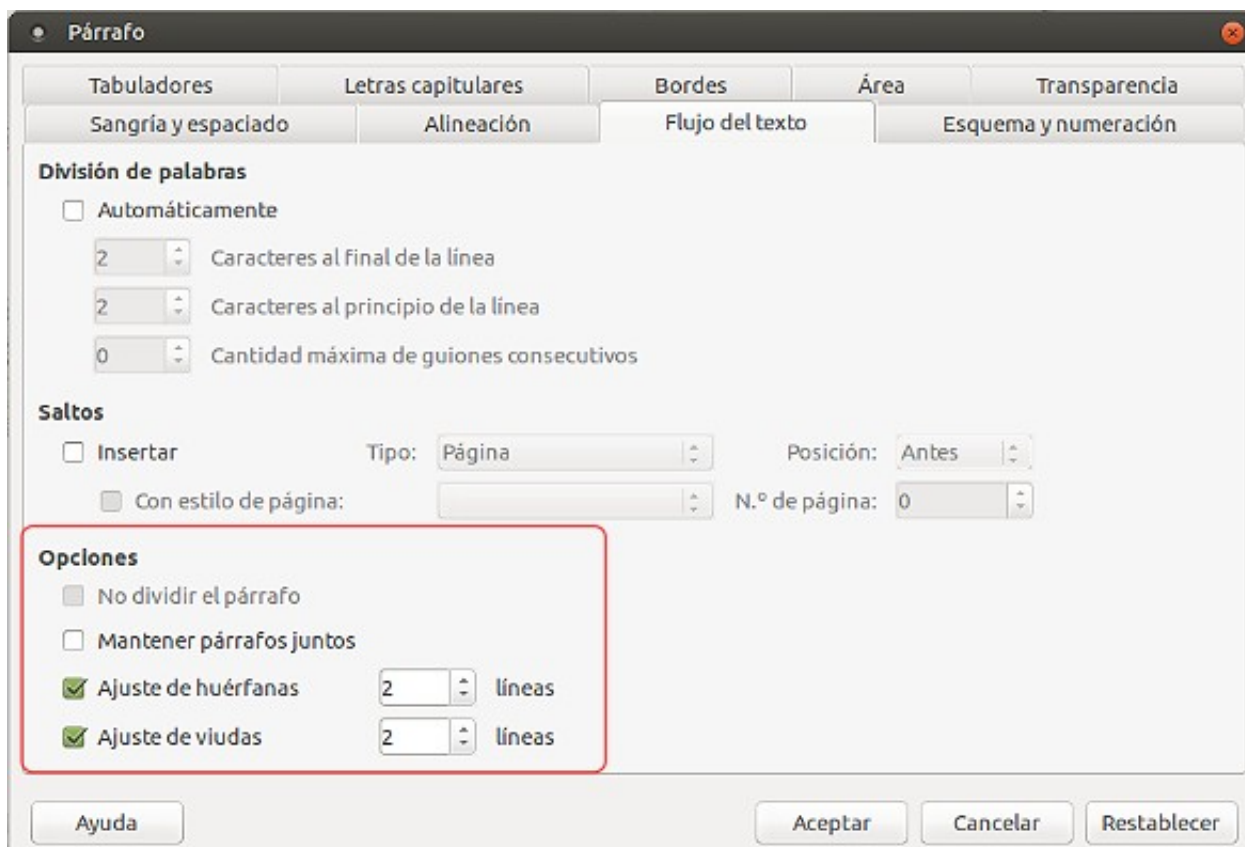 Párrafo
Tabuladores Letras capitulares Bordes Área Transparencia
Sangría y espaciado Alineación Flujo del texto Esquema y numeración
División de palabras
Automáticamente
2 Caracteres al final de la línea
2 Caracteres al principio de la línea
0 Cantidad máxima de guiones consecutivos
Saltos
Insertar Tipo: Página Posición: Antes
Con estilo de página: N.º de página: 0
Opciones
No dividir el párrafo
Mantener párrafos juntos
Ajuste de huérfanas 2 líneas
Ajuste de viudas 2 líneas
Ayuda Aceptar Cancelar Restablecer